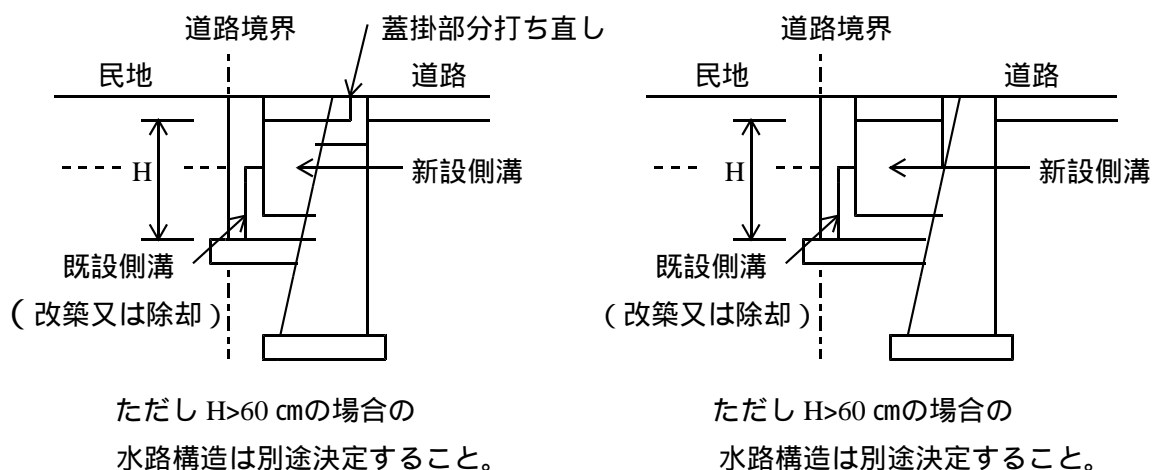 道路境界
蓋掛部分打ち直し
民地
道路
H
新設側溝
既設側溝
(改築又は除却)
ただし H>60 ㎝の場合の
水路構造は別途決定すること。
道路境界
民地
道路
H
新設側溝
既設側溝
(改築又は除却)
ただし H>60 ㎝の場合の
水路構造は別途決定すること。